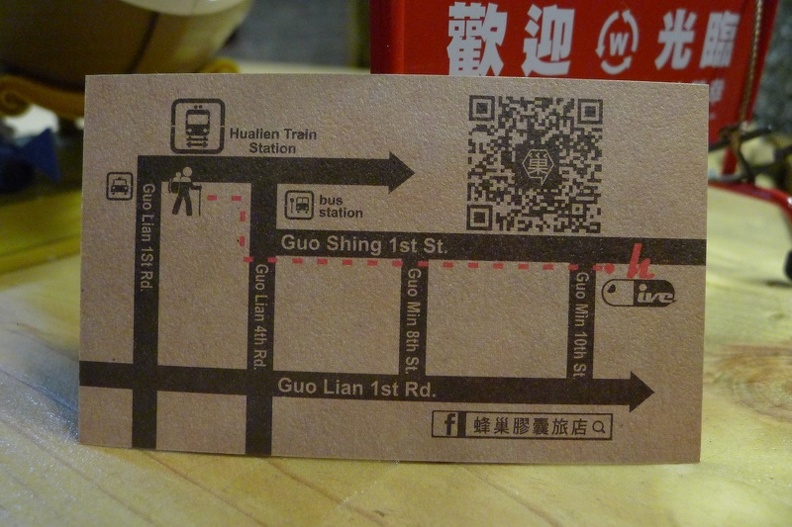 歡迎 W 光臨
Hualien Train
Station
bus
station
巢
Guo Lian 1St Rd.
Guo Shing 1st St.
h
ive
Guo Lian 4th Rd.
Guo Min 8th St.
Guo Min 10th St.
Guo Lian 1st Rd.
f 蜂巢膠囊旅店